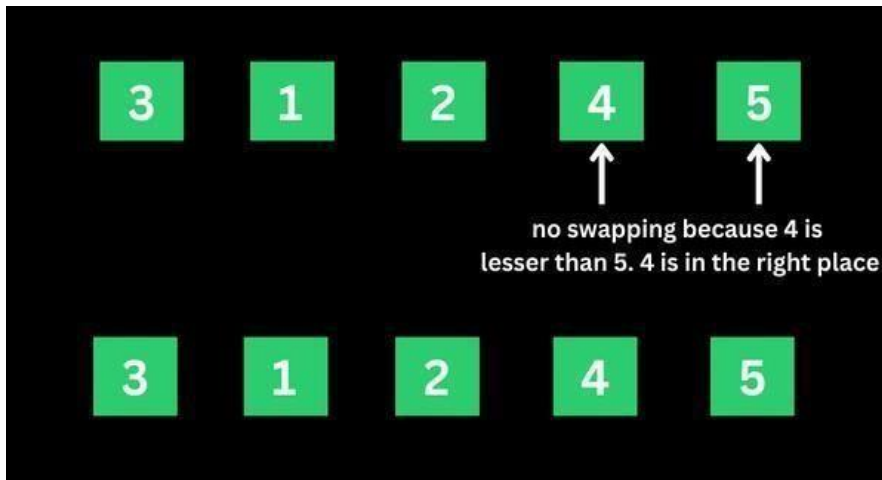 3 1 2 4 5
no swapping because 4 is
lesser than 5. 4 is in the right place
3 1 2 4 5